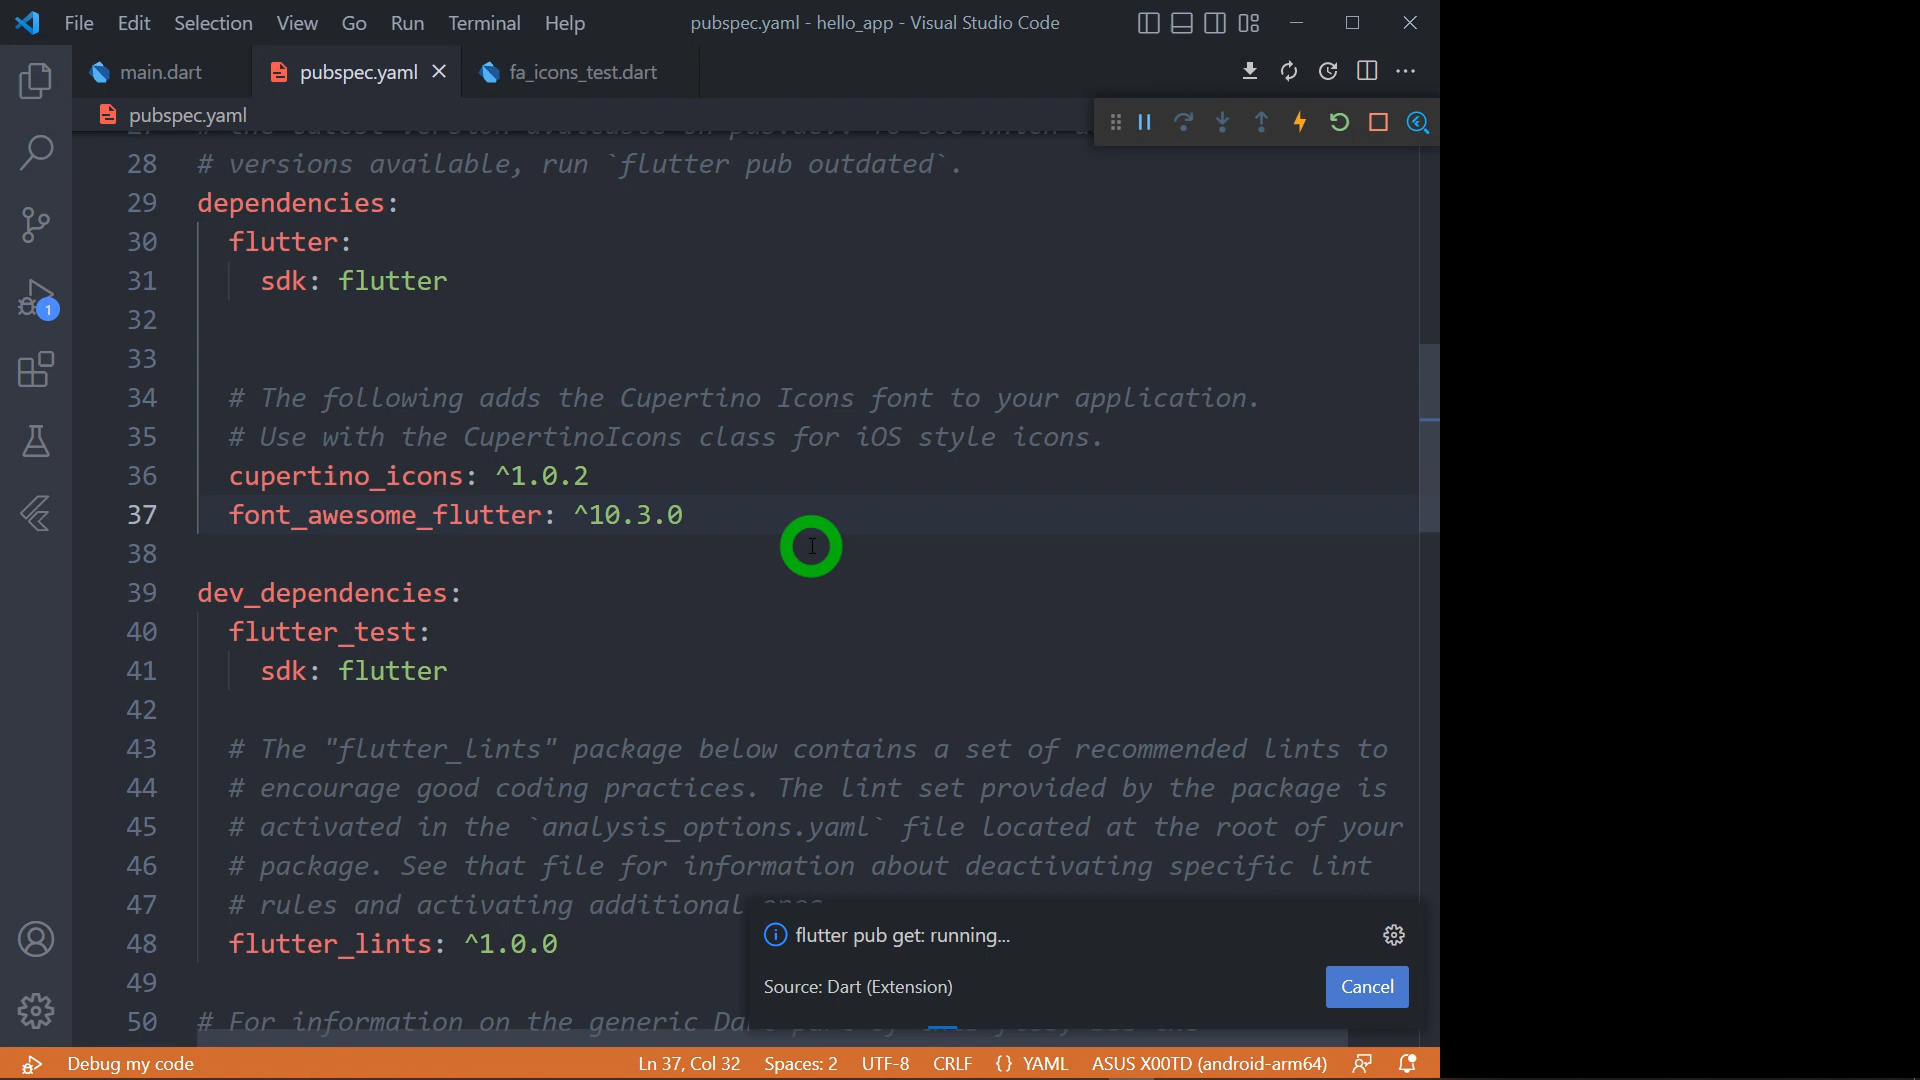 File Edit Selection View Go Run Terminal Help pubspec.yaml - hello_app - Visual Studio Code
main.dart pubspec.yaml fa_icons_test.dart
pubspec.yaml
28 # versions available, run `flutter pub outdated`.
29 dependencies:
30 flutter:
31 sdk: flutter
32
33
34 # The following adds the Cupertino Icons font to your application.
35 # Use with the CupertinoIcons class for iOS style icons.
36 cupertino_icons: ^1.0.2
37 font_awesome_flutter: ^10.3.0
38
39 dev_dependencies:
40 flutter_test:
41 sdk: flutter
42
43 # The "flutter_lints" package below contains a set of recommended lints to
44 # encourage good coding practices. The lint set provided by the package is
45 # activated in the `analysis_options.yaml` file located at the root of your
46 # package. See that file for information about deactivating specific lint
47 # rules and activating additional
48 flutter_lints: ^1.0.0
49
50 # For information on the generic
1
flutter pub get: running...
Source: Dart (Extension) Cancel
Debug my code Ln 37, Col 32 Spaces: 2 UTF-8 CRLF {} YAML ASUS X00TD (android-arm64)